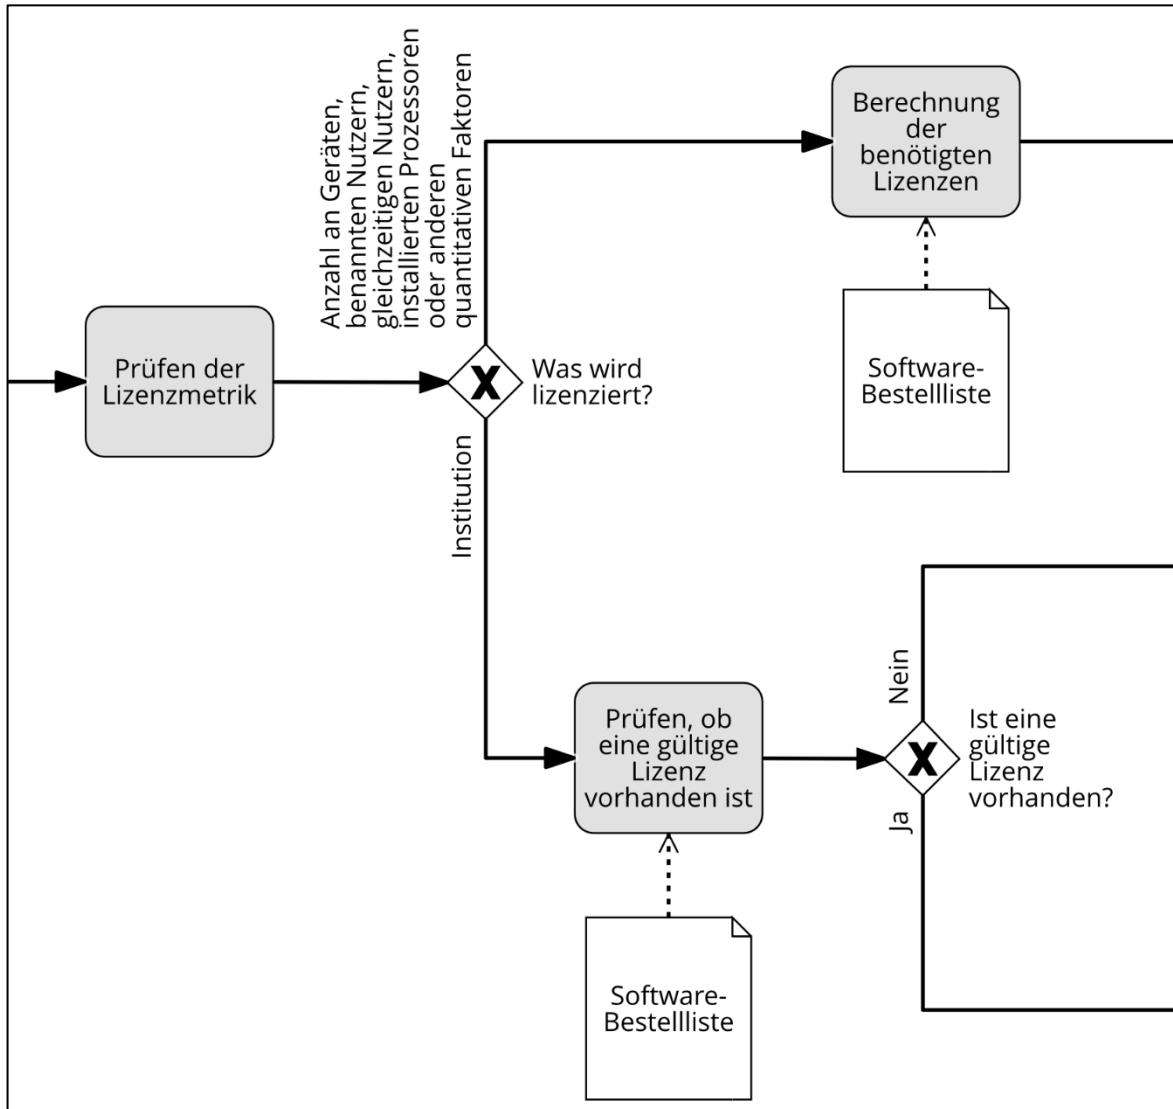 Anzahl an Geräten,
benannten Nutzern,
gleichzeitigen Nutzern,
installierten Prozessoren
oder anderen
quantitativen Faktoren
Berechnung
der
benötigten
Lizenzen
Prüfen der
Lizenzmetrik
X
Was wird
lizenziert?
Software-
Bestellliste
Institution
Nein
Prüfen, ob
eine gültige
Lizenz
vorhanden ist
X
Ist eine
gültige
Lizenz
vorhanden?
Ja
Software-
Bestellliste